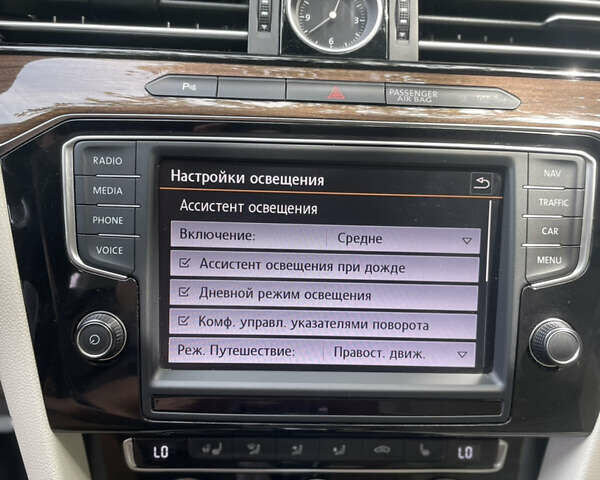 P
PASSENGER
AIR BAG
RADIO
MEDIA
PHONE
VOICE
NAV
TRAFFIC
CAR
MENU
Настройки освещения
Ассистент освещения
Включение: Средне
Ассистент освещения при дожде
Дневной режим освещения
Комф. управл. указателями поворота
Реж. Путешествие: Правост. движ.
LO LO